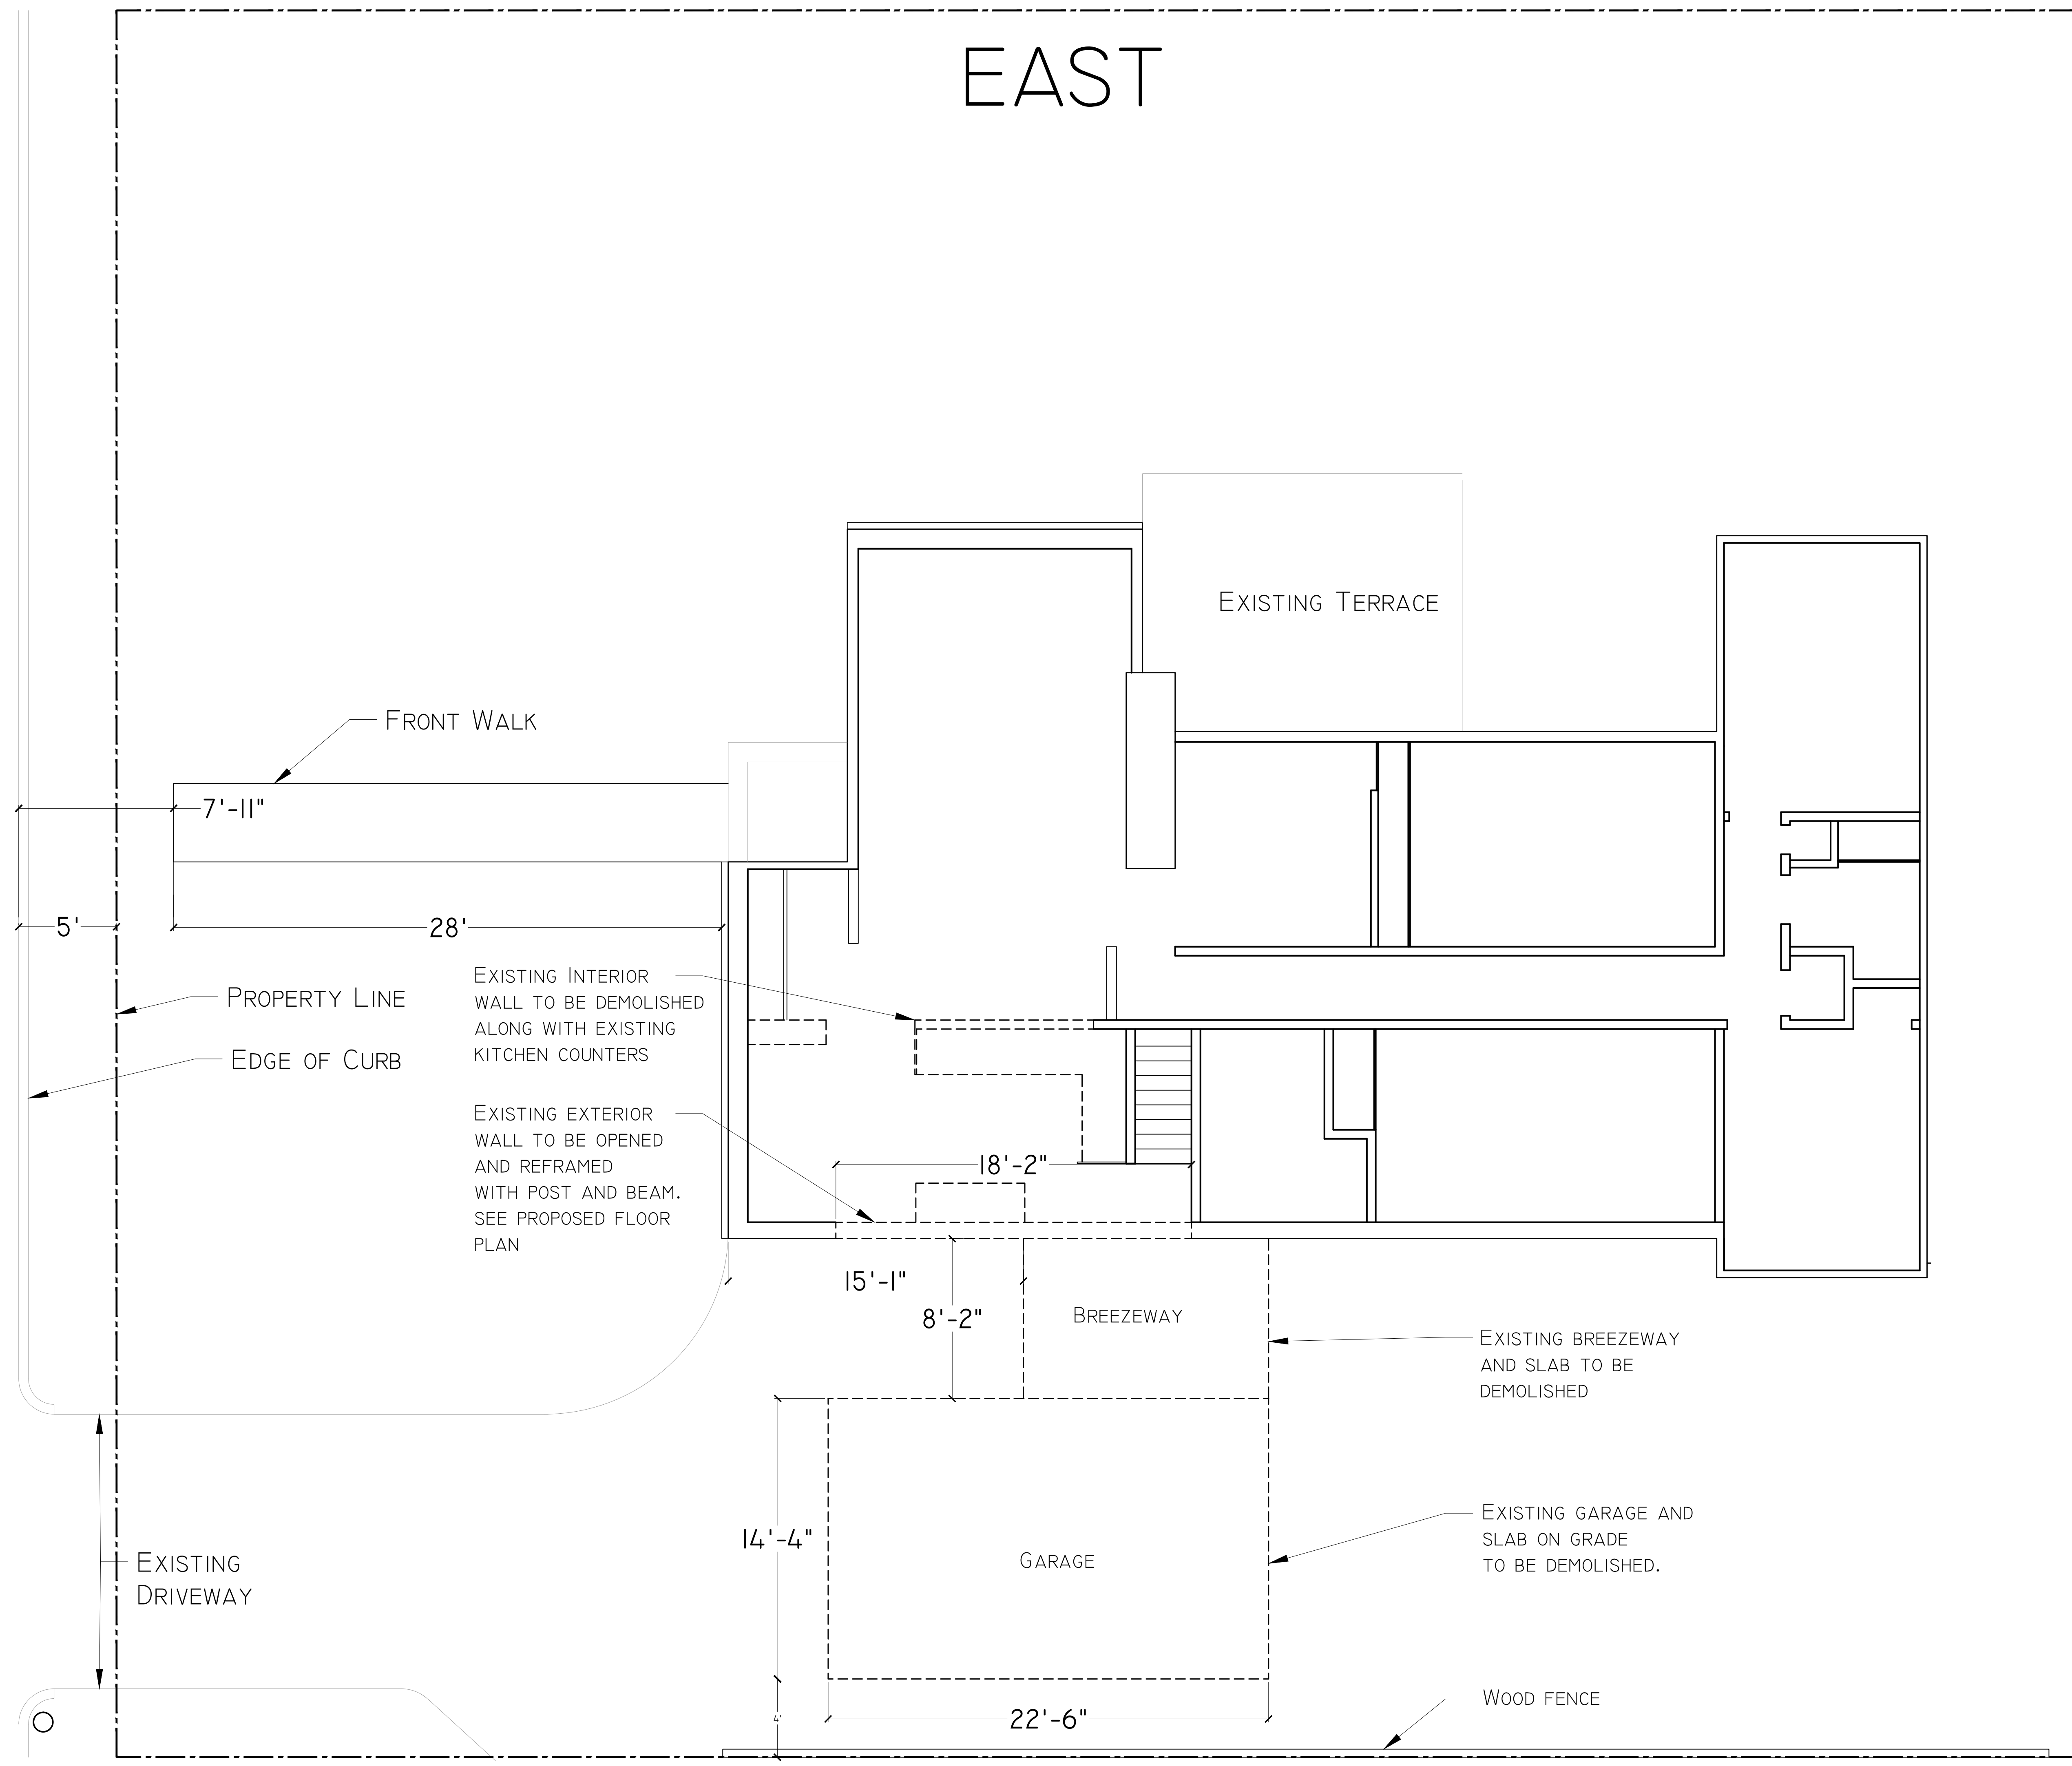 EAST
Existing Terrace
Front Walk
7'-11"
5'
28'
Property Line
Edge of Curb
Existing Interior
wall to be demolished
along with existing
kitchen counters
Existing exterior
wall to be opened
and reframed
with post and beam.
see proposed floor
plan
18'-2"
15'-1"
8'-2"
Breezeway
Existing breezeway
and slab to be
demolished
14'-4"
Garage
Existing garage and
slab on grade
to be demolished.
Existing
Driveway
4'
22'-6"
Wood fence